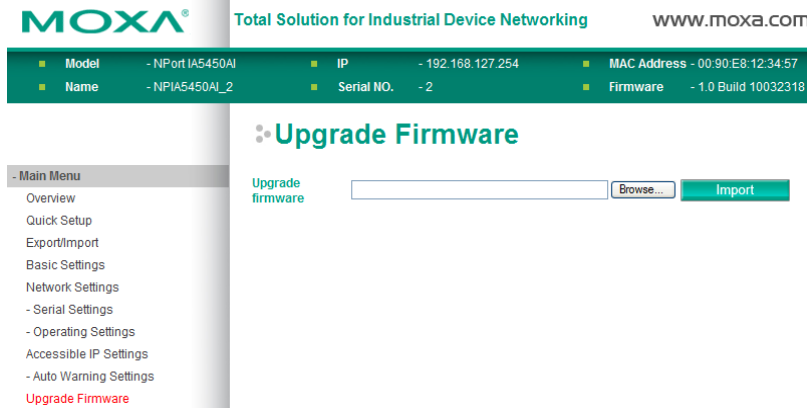 MOXA®
Total Solution for Industrial Device Networking
www.moxa.com
Model - NPort IA5450AI
IP - 192.168.127.254
MAC Address - 00:90:E8:12:34:57
Name - NPIA5450AI_2
Serial NO. - 2
Firmware - 1.0 Build 10032318
Upgrade Firmware
- Main Menu
Overview
Quick Setup
Export/Import
Basic Settings
Network Settings
- Serial Settings
- Operating Settings
Accessible IP Settings
- Auto Warning Settings
Upgrade Firmware
Upgrade
firmware
Browse...
Import